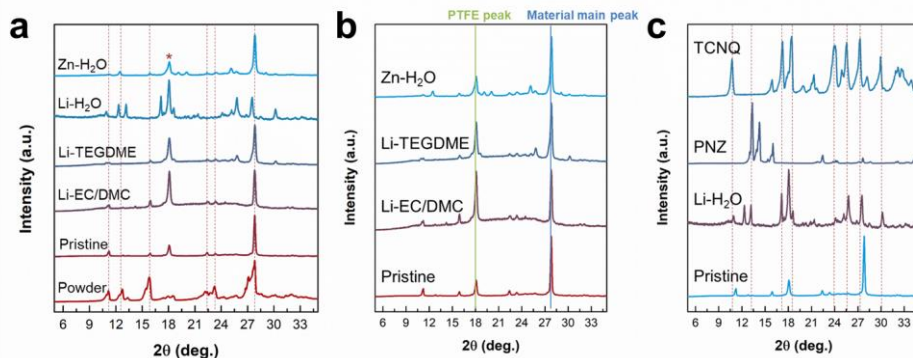 a
Zn-H₂O
*
Li-H₂O
Li-TEGDME
Li-EC/DMC
Pristine
Powder
Intensity (a.u.)
6 9 12 15 18 21 24 27 30 33
2θ (deg.)
b
PTFE peak Material main peak
Zn-H₂O
Li-TEGDME
Li-EC/DMC
Pristine
Intensity (a.u.)
6 9 12 15 18 21 24 27 30 33
2θ (deg.)
c
TCNQ
PNZ
Li-H₂O
Pristine
Intensity (a.u.)
6 9 12 15 18 21 24 27 30 33
2θ (deg.)